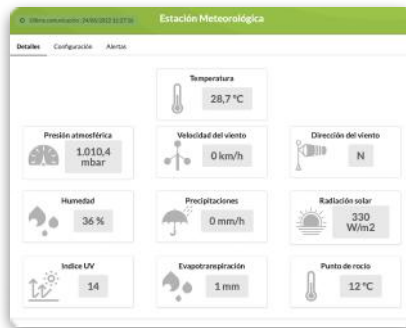 Estación Meteorológica
Última comunicación:
Detalles Configuración Alertas
Temperatura
28,7 °C
Presión atmosférica
1.010,4
mbar
Velocidad del viento
0 km/h
Dirección del viento
N
Humedad
36 %
Precipitaciones
0 mm/h
Radiación solar
330
W/m2
Indice UV
14
Evapotranspiración
1 mm
Punto de rocío
12 °C